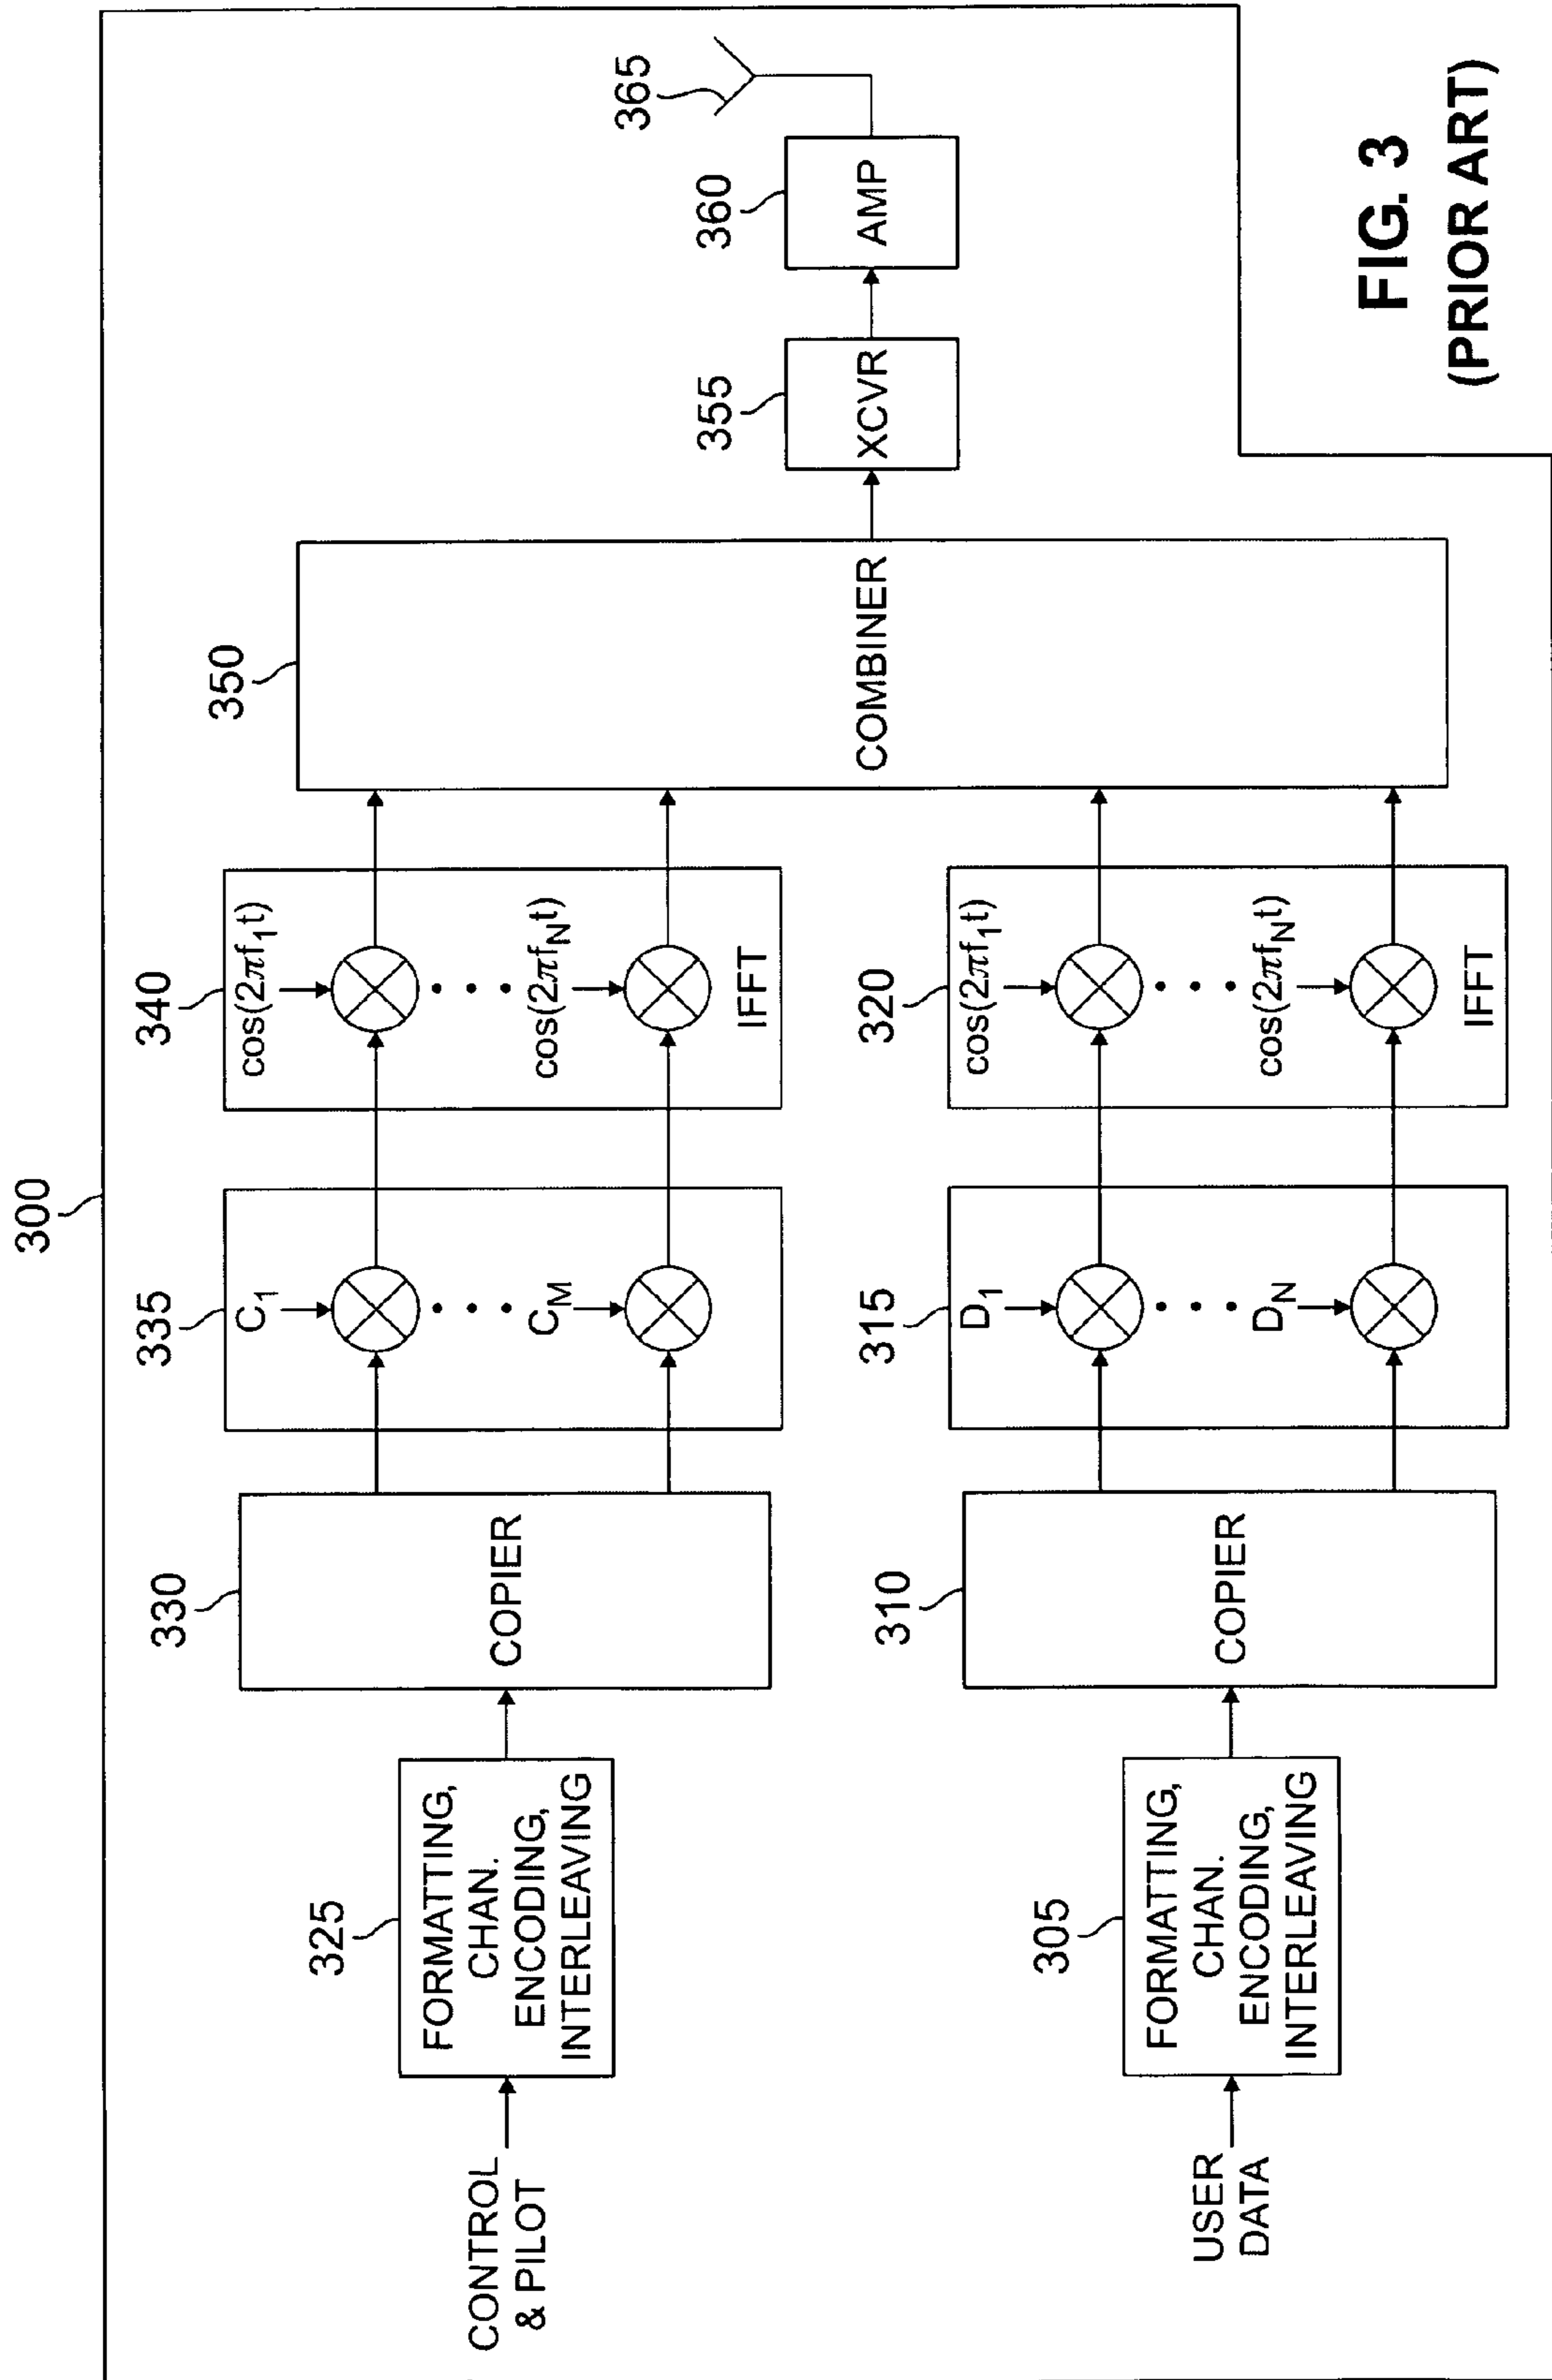 300
CONTROL
& PILOT
325
FORMATTING,
CHAN.
ENCODING,
INTERLEAVING
330
COPIER
335
C1
• • •
CM
340
cos(2πf1t)
• • •
cos(2πfNt)
IFFT
USER
DATA
305
FORMATTING,
CHAN.
ENCODING,
INTERLEAVING
310
COPIER
315
D1
• • •
DN
320
cos(2πf1t)
• • •
cos(2πfNt)
IFFT
350
COMBINER
355
XCVR
360
AMP
365
FIG. 3
(PRIOR ART)